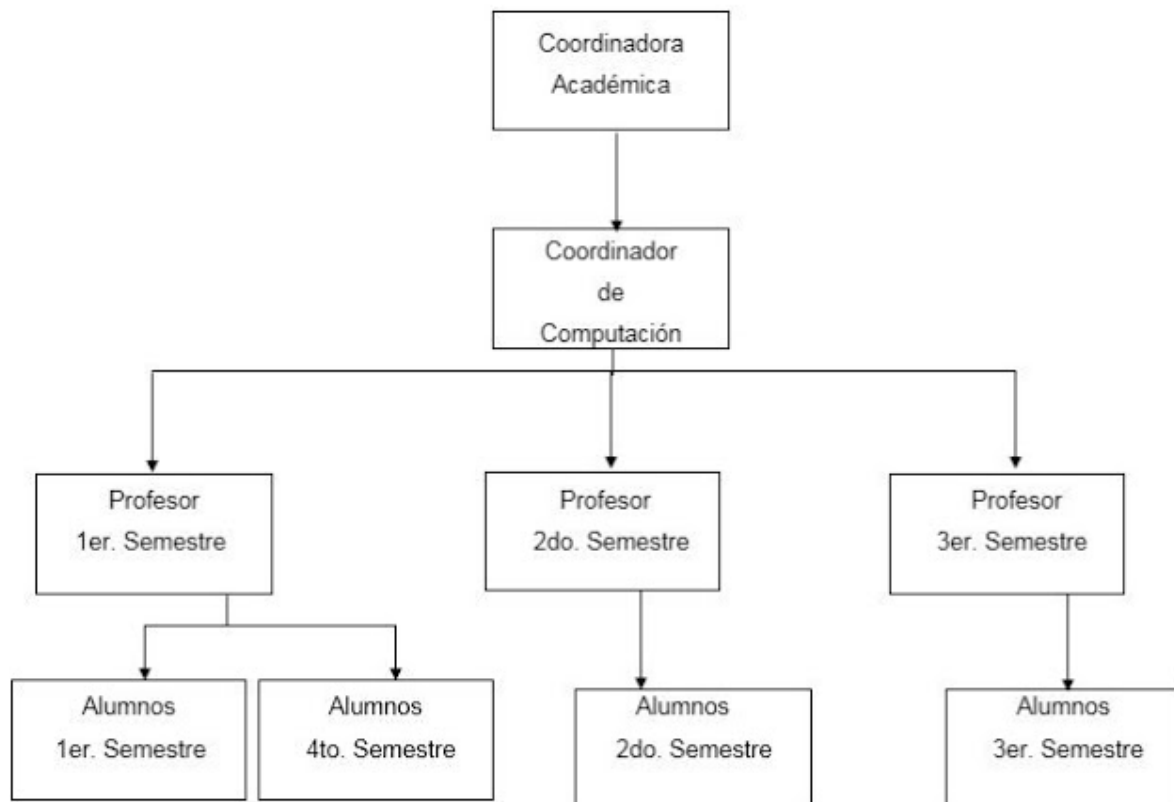 Coordinadora
Académica
Coordinador
de
Computación
Profesor
1er. Semestre
Profesor
2do. Semestre
Profesor
3er. Semestre
Alumnos
1er. Semestre
Alumnos
4to. Semestre
Alumnos
2do. Semestre
Alumnos
3er. Semestre